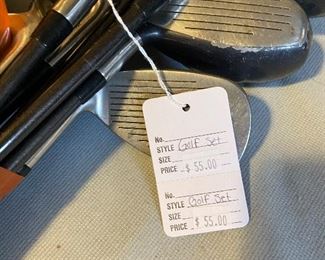 No.
STYLE Golf Set
SIZE
PRICE $ 55.00
No.
STYLE Golf Set
SIZE
PRICE $ 55.00